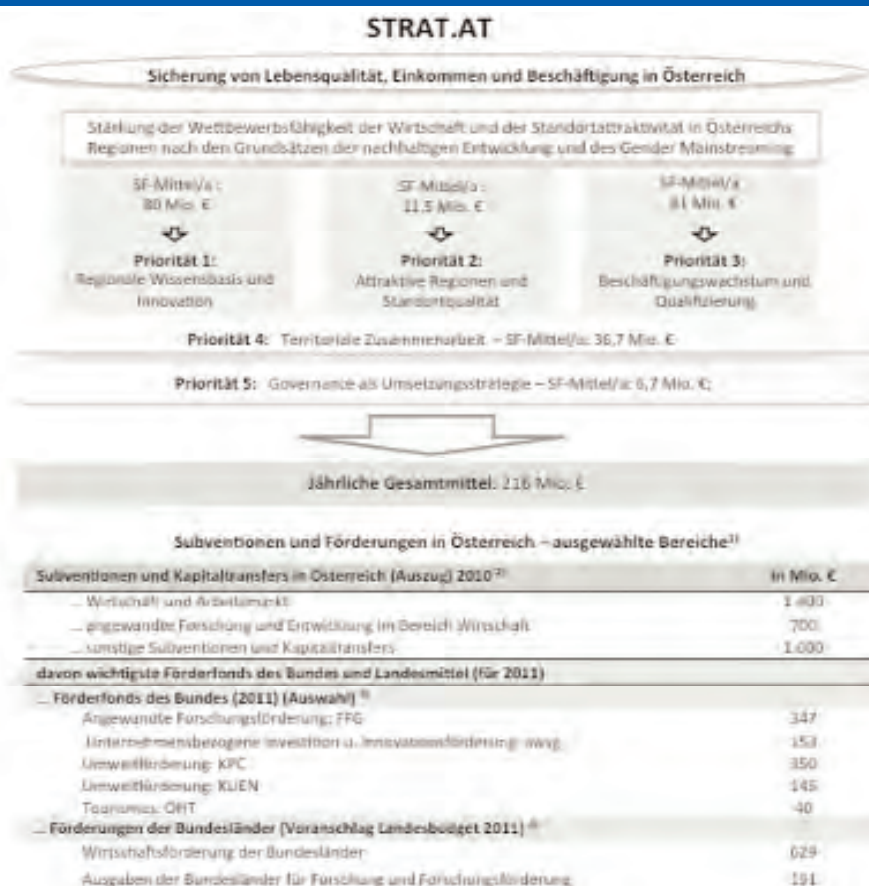 STRAT.AT
Sicherung von Lebensqualität, Einkommen und Beschäftigung in Österreich
Stärkung der Wettbewerbsfähigkeit der Wirtschaft und der Standortattraktivität in Österreichs
Regionen nach den Grundsätzen der nachhaltigen Entwicklung und des Gender Mainstreaming
SF-Mittel/a :
80 Mio. €
Priorität 1:
Regionale Wissensbasis und
Innovation
SF-Mittel/a :
11,5 Mio. €
Priorität 2:
Attraktive Regionen und
Standortqualität
SF-Mittel/a
81 Mio. €
Priorität 3:
Beschäftigungswachstum und
Qualifizierung
Priorität 4: Territoriale Zusammenarbeit – SF-Mittel/a: 36,7 Mio. €
Priorität 5: Governance als Umsetzungsstrategie – SF-Mittel/a: 6,7 Mio. €;
Jährliche Gesamtmittel: 216 Mio. €
Subventionen und Förderungen in Österreich – ausgewählte Bereiche 1)
Subventionen und Kapitaltransfers in Österreich (Auszug) 2010 2) in Mio. €
... Wirtschaft und Arbeitsmarkt 1.400
... angewandte Forschung und Entwicklung im Bereich Wirtschaft 700
... sonstige Subventionen und Kapitaltransfers 1.000
davon wichtigste Förderfonds des Bundes und Landesmittel (für 2011)
... Förderfonds des Bundes (2011) (Auswahl) 3)
Angewandte Forschungsförderung: FFG 347
Unternehmensbezogene Investition u. Innovationsförderung: awsg 153
Umweltförderung: KPC 350
Umweltförderung: KLIEN 145
Tourismus: ÖHT 40
... Förderungen der Bundesländer (Voranschlag Landesbudget 2011)
Wirtschaftsförderung der Bundesländer 629
Ausgaben der Bundesländer für Forschung und Forschungsförderung 191